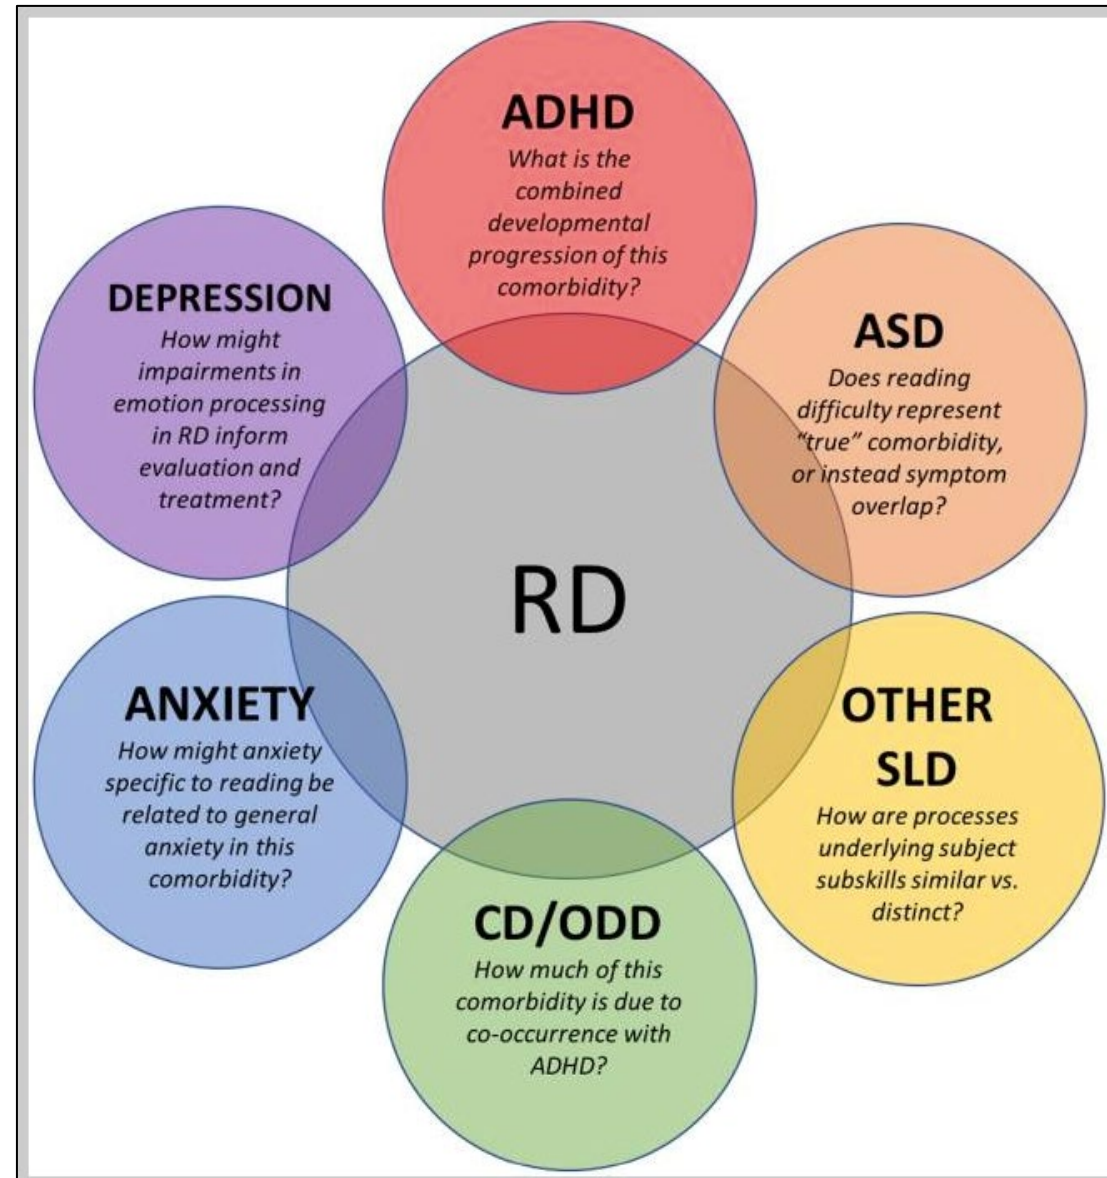 ADHD
What is the
combined
developmental
progression of this
comorbidity?
DEPRESSION
How might
impairments in
emotion processing
in RD inform
evaluation and
treatment?
ASD
Does reading
difficulty represent
“true” comorbidity,
or instead symptom
overlap?
RD
ANXIETY
How might anxiety
specific to reading be
related to general
anxiety in this
comorbidity?
OTHER
SLD
How are processes
underlying subject
subskills similar vs.
distinct?
CD/ODD
How much of this
comorbidity is due to
co-occurrence with
ADHD?